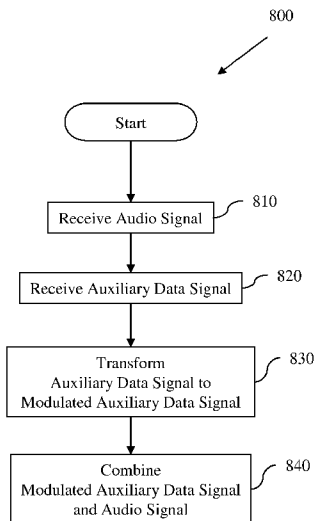 800
Start
Receive Audio Signal
810
Receive Auxiliary Data Signal
820
Transform
Auxiliary Data Signal to
Modulated Auxiliary Data Signal
830
Combine
Modulated Auxiliary Data Signal
and Audio Signal
840